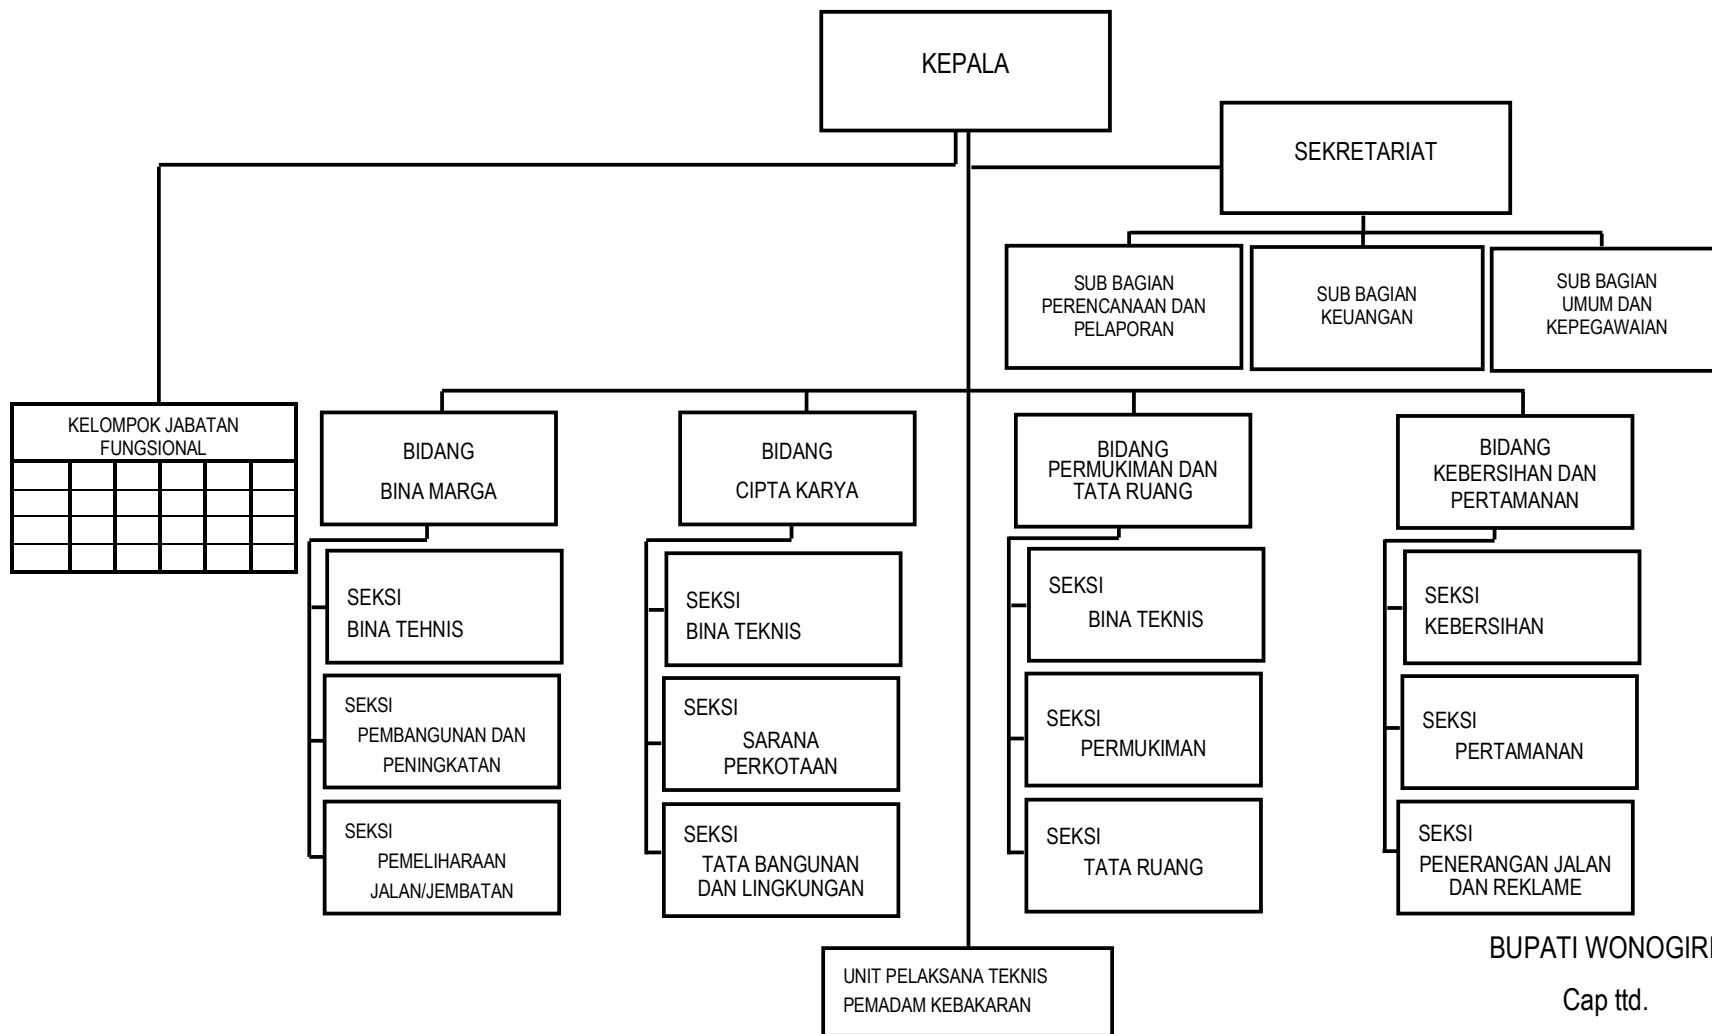 KEPALA
SEKRETARIAT
SUB BAGIAN
PERENCANAAN DAN
PELAPORAN
SUB BAGIAN
KEUANGAN
SUB BAGIAN
UMUM DAN
KEPEGAWAIAN
KELOMPOK JABATAN
FUNGSIONAL
BIDANG
BINA MARGA
BIDANG
CIPTA KARYA
BIDANG
PERMUKIMAN DAN
TATA RUANG
BIDANG
KEBERSIHAN DAN
PERTAMANAN
SEKSI
BINA TEHNIS
SEKSI
PEMBANGUNAN DAN
PENINGKATAN
SEKSI
PEMELIHARAAN
JALAN/JEMBATAN
SEKSI
BINA TEKNIS
SEKSI
SARANA
PERKOTAAN
SEKSI
TATA BANGUNAN
DAN LINGKUNGAN
SEKSI
BINA TEKNIS
SEKSI
PERMUKIMAN
SEKSI
TATA RUANG
SEKSI
KEBERSIHAN
SEKSI
PERTAMANAN
SEKSI
PENERANGAN JALAN
DAN REKLAME
UNIT PELAKSANA TEKNIS
PEMADAM KEBAKARAN
BUPATI WONOGIRI
Cap ttd.